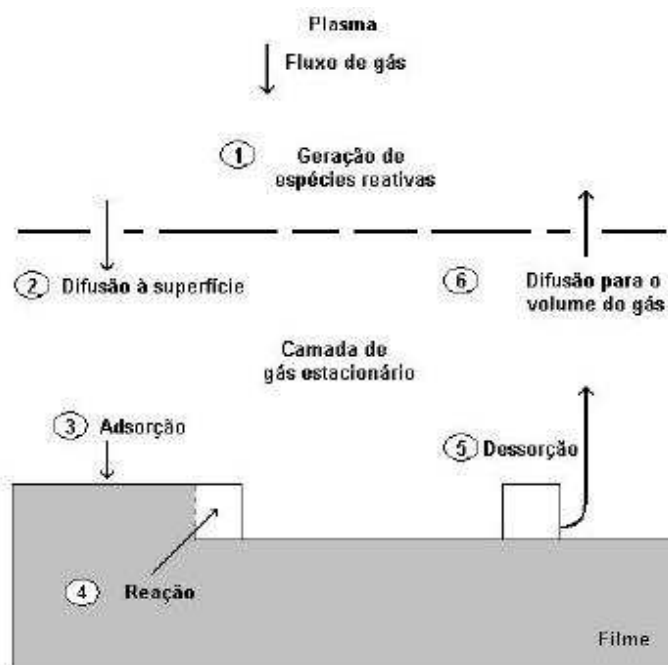 Plasma
Fluxo de gás
1 Geração de
espécies reativas
2 Difusão à superfície
6 Difusão para o
volume do gás
Camada de
gás estacionário
3 Adsorção
5 Dessorção
4 Reação
Filme